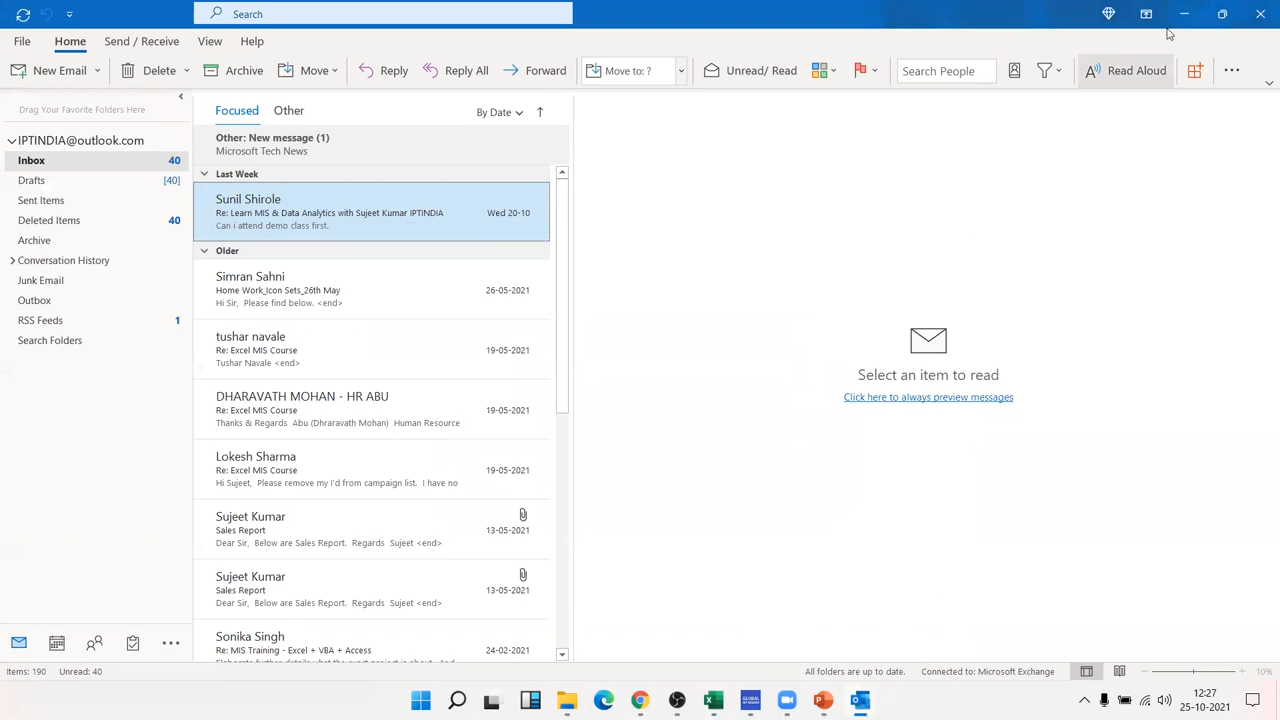 Search
File Home Send / Receive View Help
New Email Delete Archive Move Reply Reply All Forward Move to: ? Unread/ Read Search People Read Aloud
Drag Your Favorite Folders Here
IPTINDIA@outlook.com
Inbox 40
Drafts [40]
Sent Items
Deleted Items 40
Archive
Conversation History
Junk Email
Outbox
RSS Feeds 1
Search Folders
Focused Other By Date
Other: New message (1)
Microsoft Tech News
Last Week
Sunil Shirole
Re: Learn MIS & Data Analytics with Sujeet Kumar IPTINDIA Wed 20-10
Can i attend demo class first.
Older
Simran Sahni
Home Work_Icon Sets_26th May 26-05-2021
Hi Sir, Please find below. <end>
tushar navale
Re: Excel MIS Course 19-05-2021
Tushar Navale <end>
DHARAVATH MOHAN - HR ABU
Re: Excel MIS Course 19-05-2021
Thanks & Regards Abu (Dhraravath Mohan) Human Resource
Lokesh Sharma
Re: Excel MIS Course 19-05-2021
Hi Sujeet, Please remove my I'd from campaign list. I have no
Sujeet Kumar
Sales Report 13-05-2021
Dear Sir, Below are Sales Report. Regards Sujeet <end>
Sujeet Kumar
Sales Report 13-05-2021
Dear Sir, Below are Sales Report. Regards Sujeet <end>
Sonika Singh
Re: MIS Training - Excel + VBA + Access 24-02-2021
Select an item to read
Click here to always preview messages
Items: 190 Unread: 40 All folders are up to date. Connected to: Microsoft Exchange 10%
12:27
25-10-2021